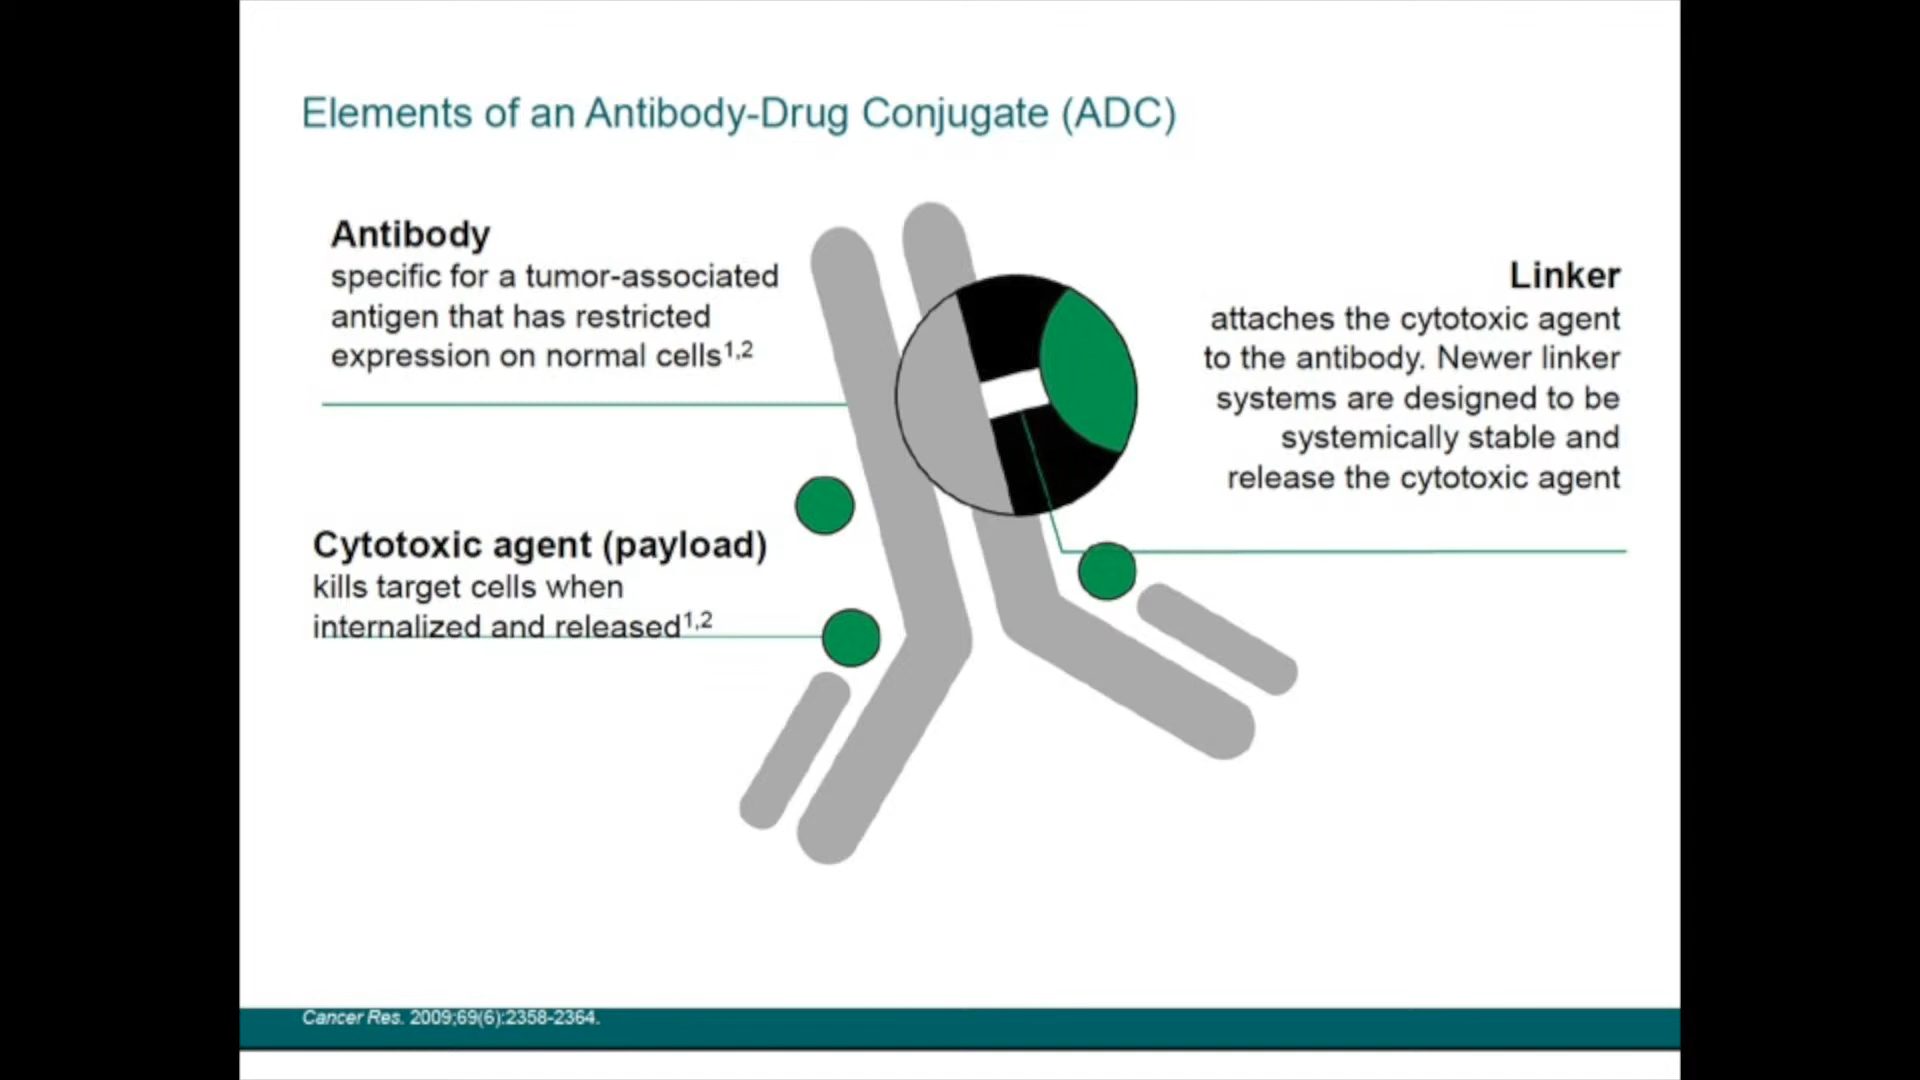 Elements of an Antibody-Drug Conjugate (ADC)
Antibody
specific for a tumor-associated
antigen that has restricted
expression on normal cells1,2
Linker
attaches the cytotoxic agent
to the antibody. Newer linker
systems are designed to be
systemically stable and
release the cytotoxic agent
Cytotoxic agent (payload)
kills target cells when
internalized and released1,2
Cancer Res. 2009;69(6):2358-2364.